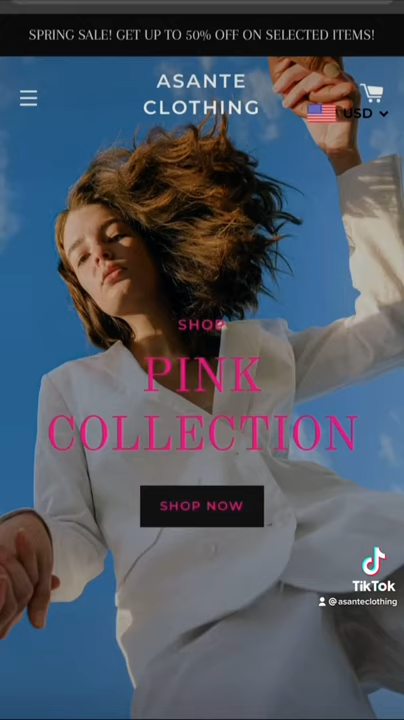 SPRING SALE! GET UP TO 50% OFF ON SELECTED ITEMS!
ASANTE
CLOTHING
USD
SHOP
PINK
COLLECTION
SHOP NOW
TikTok
@asanteclothing